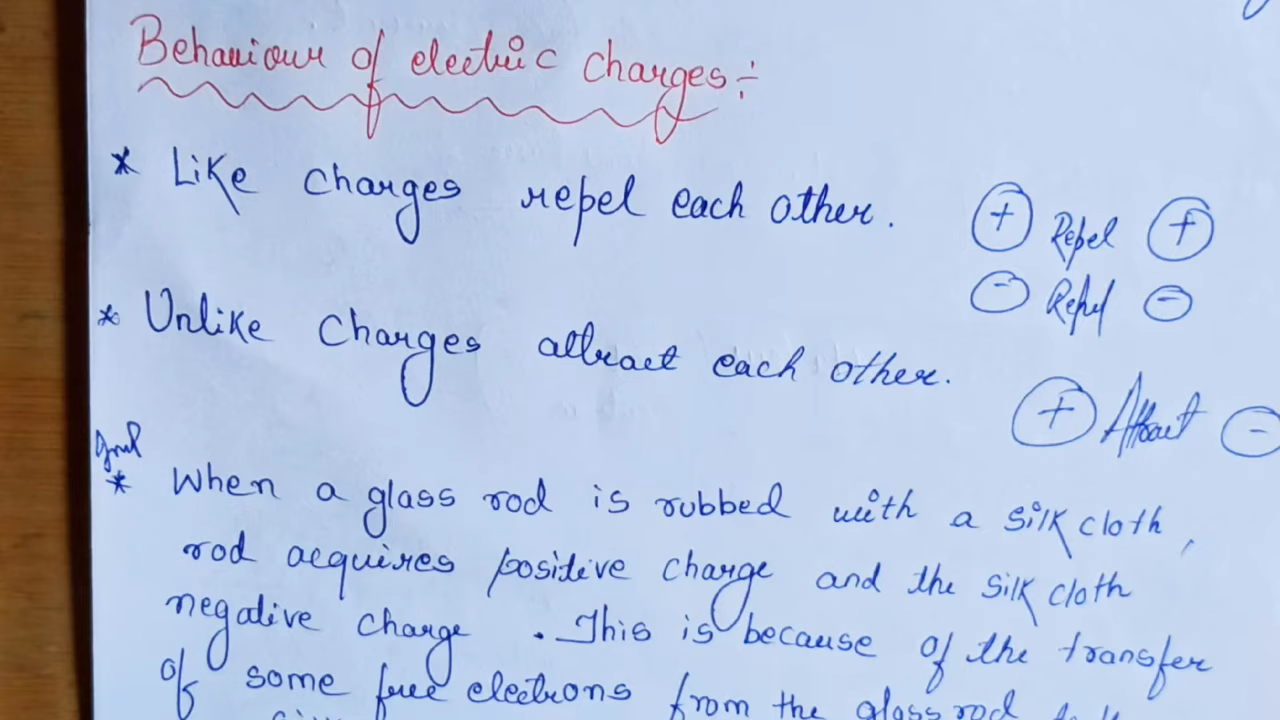 Behaviour of electric charges ÷
* Like charges repel each other.
+ Repel +
- Repel -
* Unlike charges attract each other.
+ Attract -
* When a glass rod is rubbed with a silk cloth,
rod acquires positive charge and the silk cloth
negative charge . This is because of the transfer
of some free electrons from the glass rod